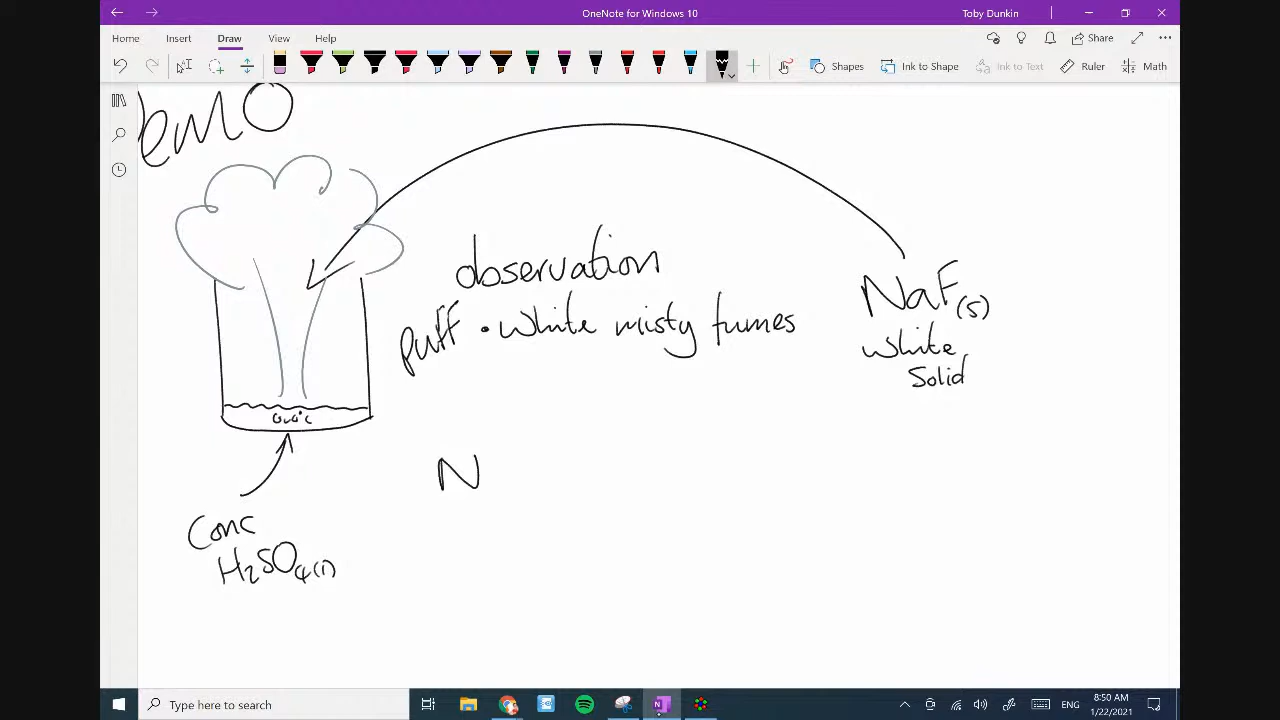 OneNote for Windows 10
Toby Dunkin
Home Insert Draw View Help
Share
Shapes Ink to Shape Ink to Text Ruler Math
emo
observation
puff • White misty fumes
NaF(s)
White
Solid
N
Conc
H₂SO₄(l)
Type here to search
ENG
8:50 AM
1/22/2021